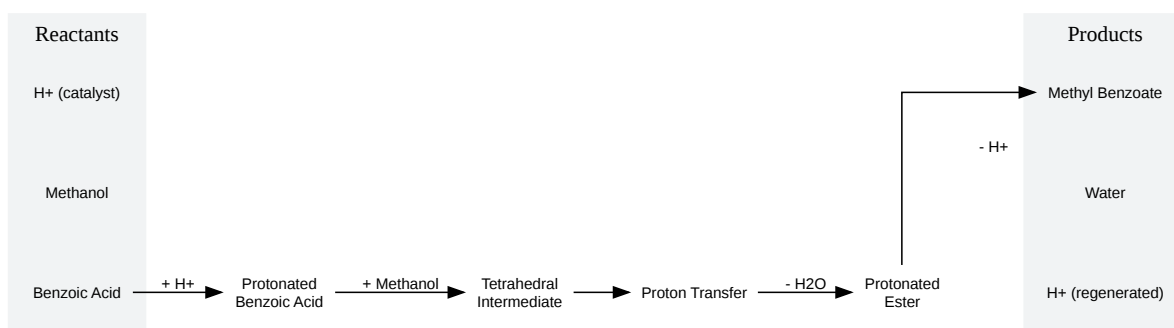 Reactants
Products
H+ (catalyst)
Methyl Benzoate
- H+
Methanol
Water
Benzoic Acid
+ H+
Protonated
Benzoic Acid
+ Methanol
Tetrahedral
Intermediate
Proton Transfer
- H2O
Protonated
Ester
H+ (regenerated)